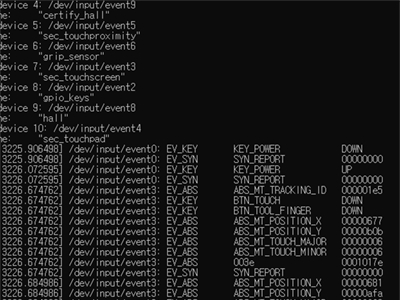 device 4: /dev/input/event9
me: "certify_hall"
device 5: /dev/input/event5
me: "sec_touchproximity"
device 6: /dev/input/event6
me: "grip_sensor"
device 7: /dev/input/event3
me: "sec_touchscreen"
device 8: /dev/input/event2
me: "gpio_keys"
device 9: /dev/input/event8
me: "hall"
device 10: /dev/input/event4
me: "sec_touchpad"
3225.906498] /dev/input/event0: EV_KEY KEY_POWER DOWN
3225.906498] /dev/input/event0: EV_SYN SYN_REPORT 00000000
3226.072595] /dev/input/event0: EV_KEY KEY_POWER UP
3226.072595] /dev/input/event0: EV_SYN SYN_REPORT 00000000
3226.674762] /dev/input/event3: EV_ABS ABS_MT_TRACKING_ID 000001e5
3226.674762] /dev/input/event3: EV_KEY BTN_TOUCH DOWN
3226.674762] /dev/input/event3: EV_KEY BTN_TOOL_FINGER DOWN
3226.674762] /dev/input/event3: EV_ABS ABS_MT_POSITION_X 00000677
3226.674762] /dev/input/event3: EV_ABS ABS_MT_POSITION_Y 00000b0b
3226.674762] /dev/input/event3: EV_ABS ABS_MT_TOUCH_MAJOR 00000006
3226.674762] /dev/input/event3: EV_ABS ABS_MT_TOUCH_MINOR 00000006
3226.674762] /dev/input/event3: EV_ABS 003e 0001017e
3226.674762] /dev/input/event3: EV_SYN SYN_REPORT 00000000
3226.684986] /dev/input/event3: EV_ABS ABS_MT_POSITION_X 00000681
3226.684986] /dev/input/event3: EV_ABS ABS_MT_POSITION_Y 00000afa